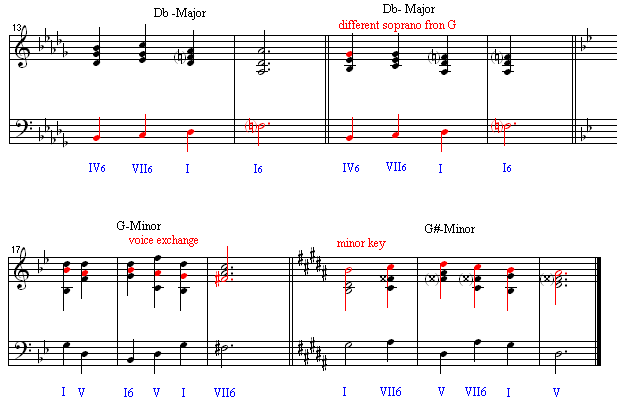 Db -Major Db- Major
different soprano fron G
13
IV6 VII6 I I6 IV6 VII6 I I6
G-Minor G#-Minor
voice exchange minor key
17
I V I6 V I VII6 I VII6 V VII6 I V